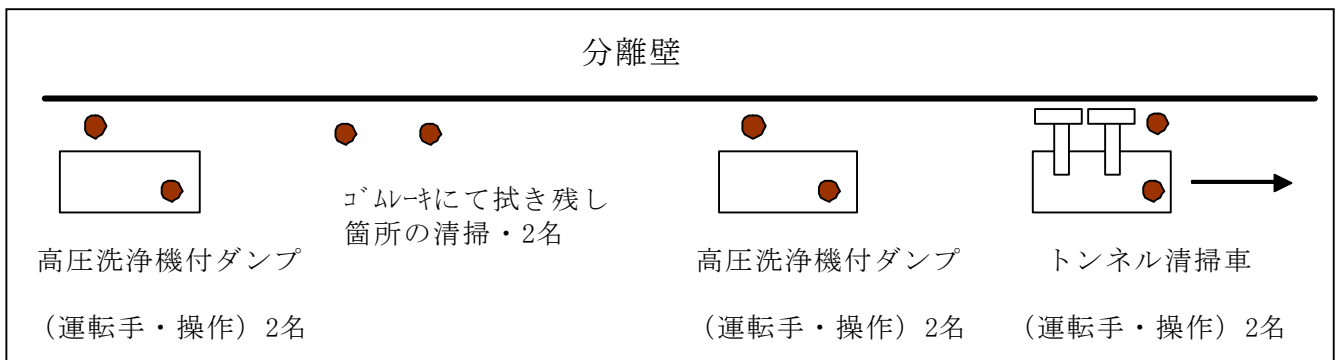 分離壁
ｺﾞﾑﾚｰｷにて拭き残し
箇所の清掃・2名
高圧洗浄機付ダンプ
（運転手・操作）2名
高圧洗浄機付ダンプ
（運転手・操作）2名
トンネル清掃車
（運転手・操作）2名